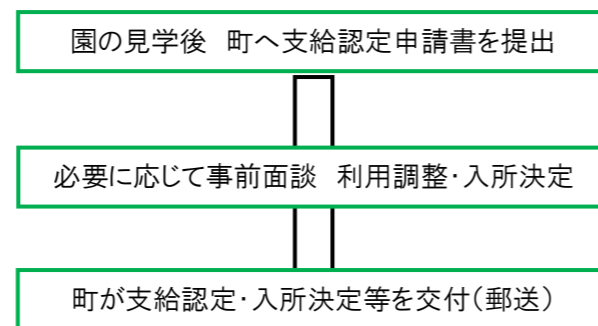 園の見学後　町へ支給認定申請書を提出
必要に応じて事前面談　利用調整・入所決定
町が支給認定・入所決定等を交付（郵送）